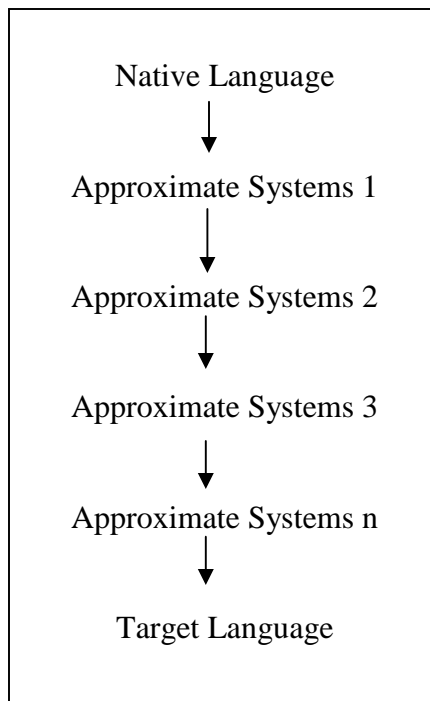 Native Language
Approximate Systems 1
Approximate Systems 2
Approximate Systems 3
Approximate Systems n
Target Language